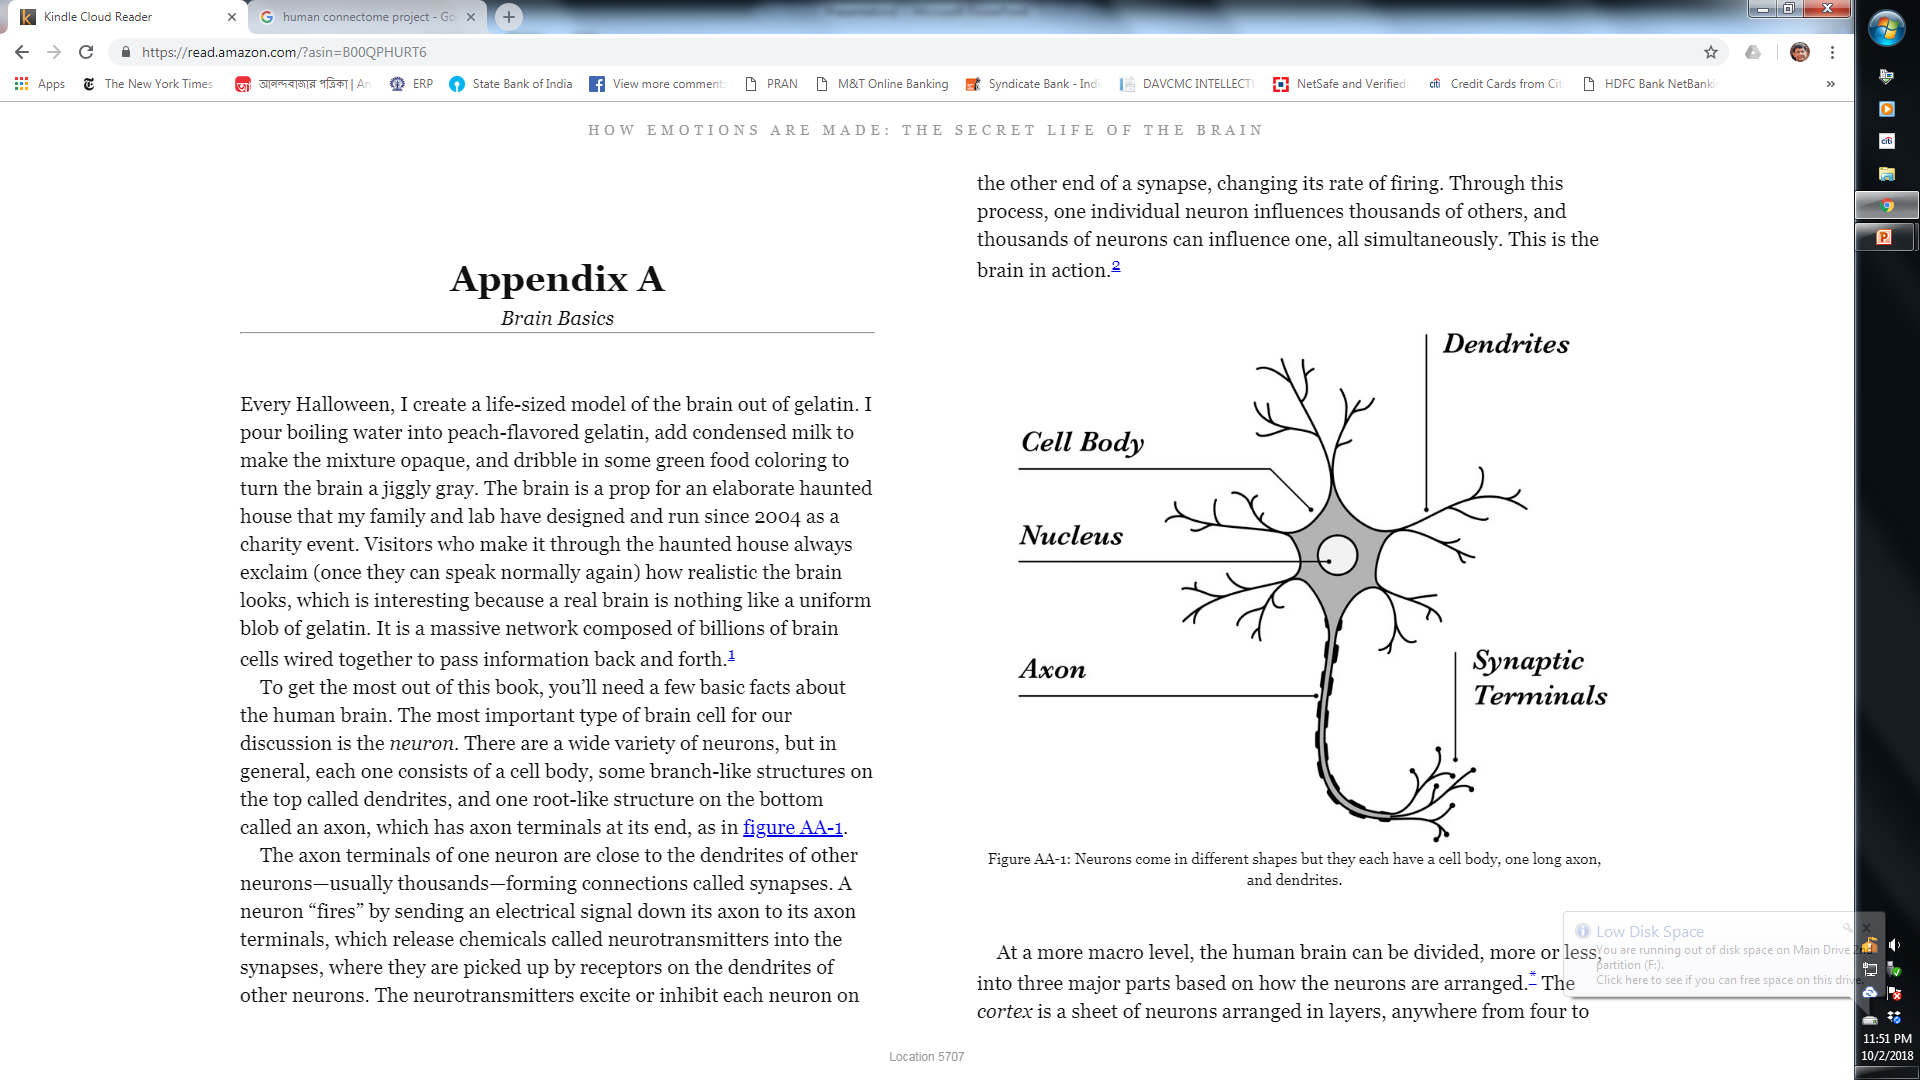 Kindle Cloud Reader
human connectome project - Go
https://read.amazon.com/?asin=B00QPHURT6
Apps
The New York Times
আনন্দবাজার পত্রিকা | An
ERP
State Bank of India
View more comment
PRAN
M&T Online Banking
Syndicate Bank - Indi
DAVCMC INTELLECTU
NetSafe and Verified
citi
Credit Cards from Cit
HDFC Bank NetBanki
»
HOW EMOTIONS ARE MADE: THE SECRET LIFE OF THE BRAIN
Appendix A
Brain Basics
Every Halloween, I create a life-sized model of the brain out of gelatin. I
pour boiling water into peach-flavored gelatin, add condensed milk to
make the mixture opaque, and dribble in some green food coloring to
turn the brain a jiggly gray. The brain is a prop for an elaborate haunted
house that my family and lab have designed and run since 2004 as a
charity event. Visitors who make it through the haunted house always
exclaim (once they can speak normally again) how realistic the brain
looks, which is interesting because a real brain is nothing like a uniform
blob of gelatin. It is a massive network composed of billions of brain
cells wired together to pass information back and forth.1
To get the most out of this book, you’ll need a few basic facts about
the human brain. The most important type of brain cell for our
discussion is the neuron. There are a wide variety of neurons, but in
general, each one consists of a cell body, some branch-like structures on
the top called dendrites, and one root-like structure on the bottom
called an axon, which has axon terminals at its end, as in figure AA-1.
The axon terminals of one neuron are close to the dendrites of other
neurons—usually thousands—forming connections called synapses. A
neuron “fires” by sending an electrical signal down its axon to its axon
terminals, which release chemicals called neurotransmitters into the
synapses, where they are picked up by receptors on the dendrites of
other neurons. The neurotransmitters excite or inhibit each neuron on
the other end of a synapse, changing its rate of firing. Through this
process, one individual neuron influences thousands of others, and
thousands of neurons can influence one, all simultaneously. This is the
brain in action.2
Dendrites
Cell Body
Nucleus
Axon
Synaptic
Terminals
Figure AA-1: Neurons come in different shapes but they each have a cell body, one long axon,
and dendrites.
At a more macro level, the human brain can be divided, more or less,
into three major parts based on how the neurons are arranged.* The
cortex is a sheet of neurons arranged in layers, anywhere from four to
Location 5707
Low Disk Space
You are running out of disk space on Main Drive 2nd
partition (F:).
Click here to see if you can free space on this drive.
citi
11:51 PM
10/2/2018